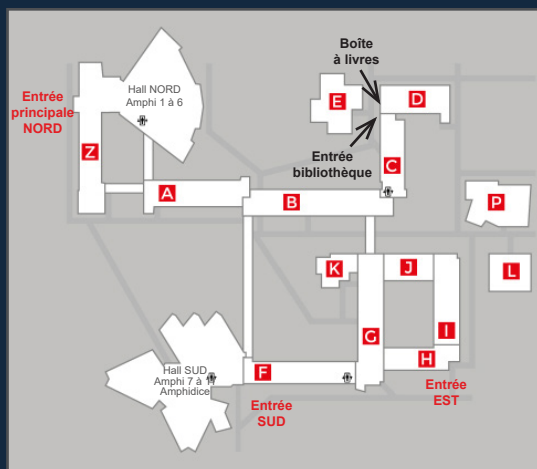 Boîte
à livres
Hall NORD
Amphi 1 à 6
Entrée
principale
NORD
E
D
Z
Entrée
bibliothèque
C
A
B
P
K
J
L
I
G
H
Hall SUD
Amphi 7 à 1
Amphidice
F
Entrée
SUD
Entrée
EST